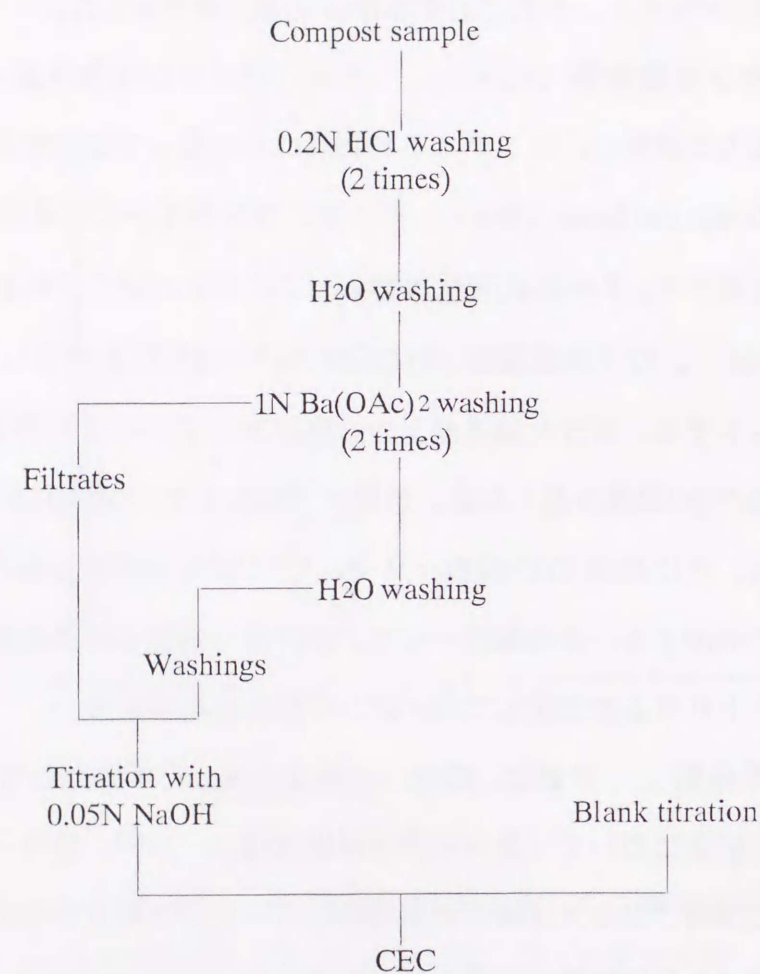 Compost sample
0.2N HCl washing
(2 times)
H2O washing
1N Ba(OAc)2 washing
(2 times)
Filtrates
H2O washing
Washings
Titration with
0.05N NaOH
Blank titration
CEC